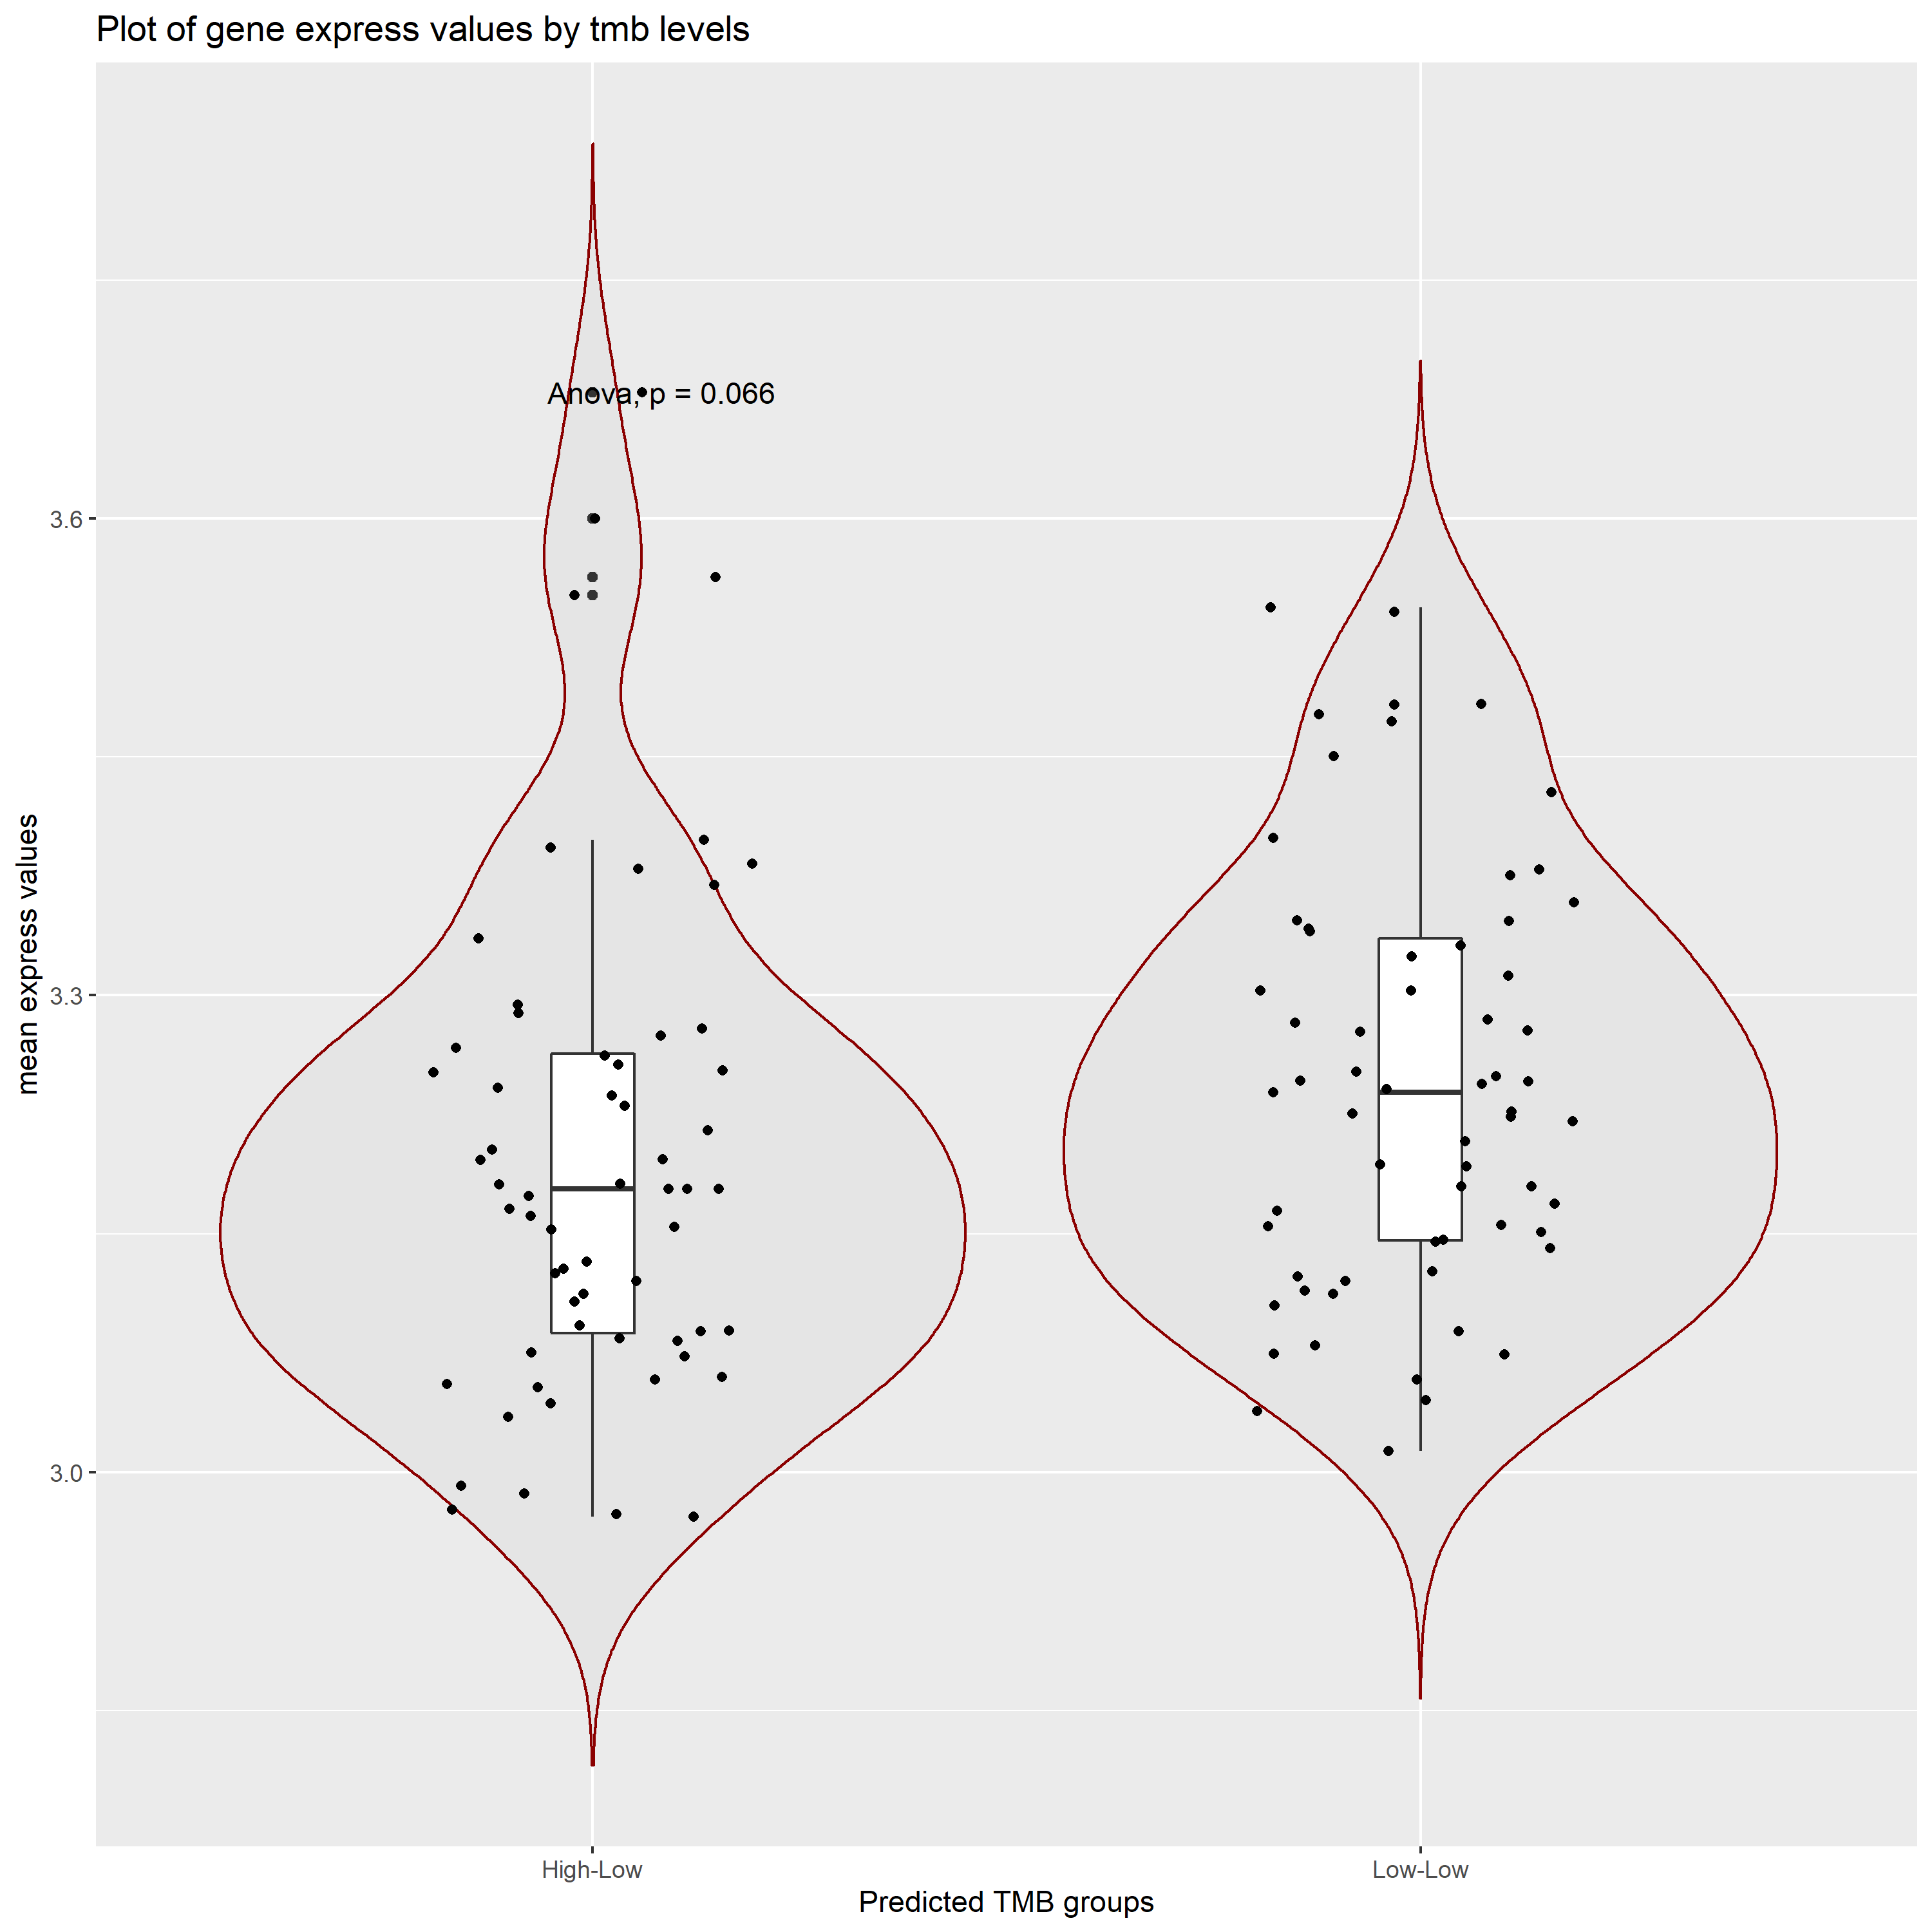 Plot of gene express values by tmb levels
Anova, p = 0.066
3.6
3.3
3.0
mean express values
High-Low
Low-Low
Predicted TMB groups